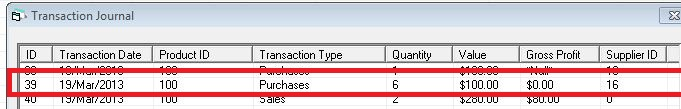 Transaction Journal
ID Transaction Date Product ID Transaction Type Quantity Value Gross Profit Supplier ID
39 19/Mar/2013 100 Purchases 6 $100.00 $0.00 16
40 19/Mar/2013 100 Sales 2 $280.00 $80.00 0